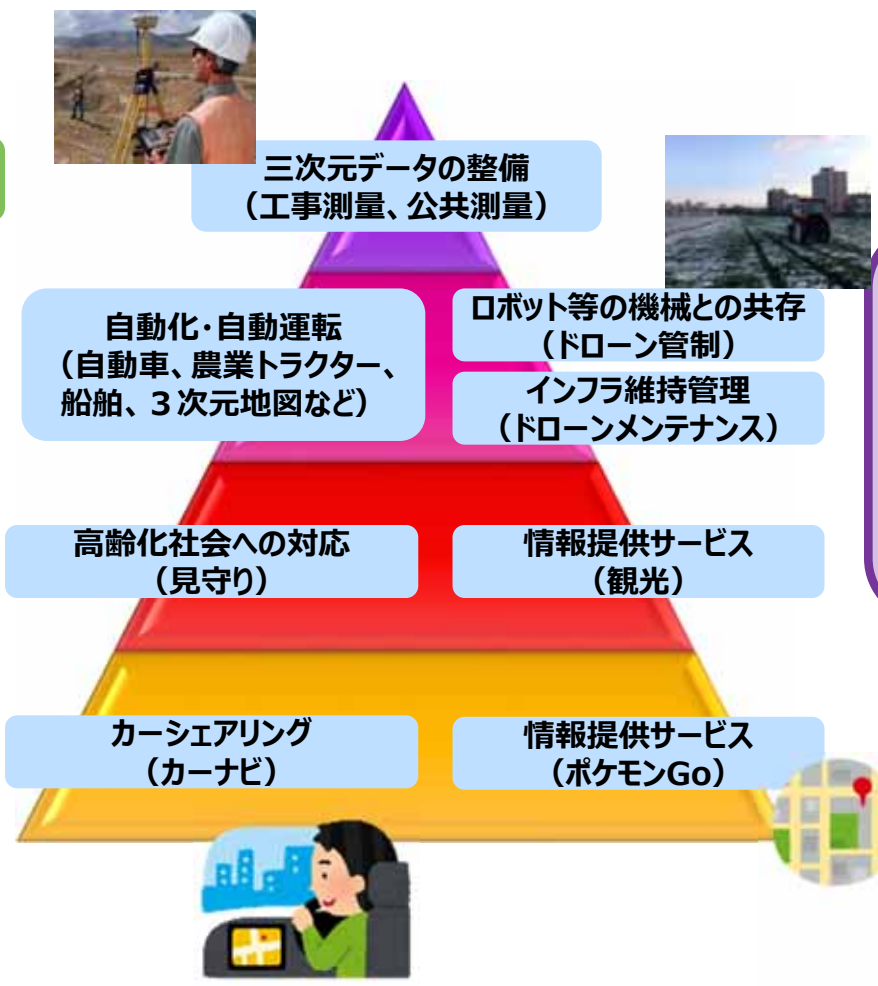 三次元データの整備
（工事測量、公共測量）
自動化・自動運転
（自動車、農業トラクター、
船舶、３次元地図など）
ロボット等の機械との共存
（ドローン管制）
インフラ維持管理
（ドローンメンテナンス）
高齢化社会への対応
（見守り）
情報提供サービス
（観光）
カーシェアリング
（カーナビ）
情報提供サービス
（ポケモンGo）